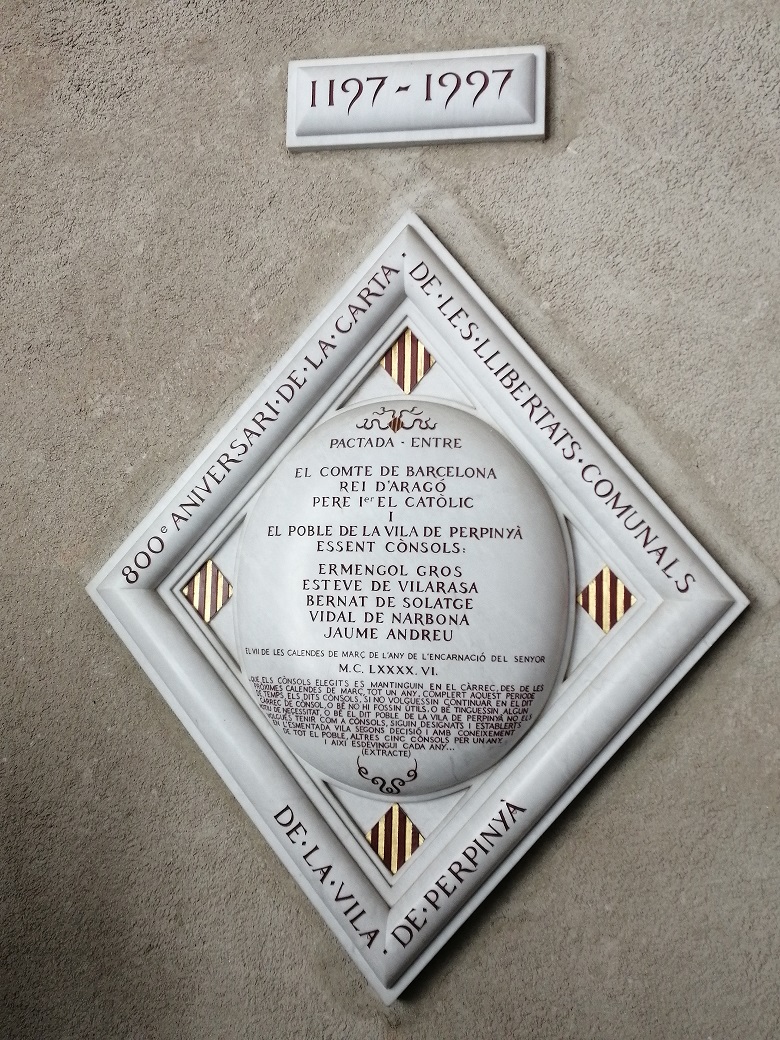 1197-1997
800e ANIVERSARI·DE·LA·CARTA·
DE·LES·LLIBERTATS·COMUNALS
PACTADA - ENTRE
EL COMTE DE BARCELONA
REI D'ARAGÓ
PERE Ier EL CATÒLIC
I
EL POBLE DE LA VILA DE PERPINYÀ
ESSENT CÒNSOLS:
ERMENGOL GROS
ESTEVE DE VILARASA
BERNAT DE SOLATGE
VIDAL DE NARBONA
JAUME ANDREU
EL VII DE LES CALENDES DE MARÇ DE L'ANY DE L'ENCARNACIÓ DEL SENYOR
M.C. LXXXX. VI.
QUE ELS CÒNSOLS ELEGITS ES MANTINGUIN EN EL CÀRREC, DES DE LES
PRÒXIMES CALENDES DE MARÇ, TOT UN ANY, COMPLERT AQUEST PERIODE
DE TEMPS, ELS DITS CÒNSOLS, SI NO VOLGUESSIN CONTINUAR EN EL DIT
CÀRREC DE CÒNSOL, O BÉ NO HI FOSSIN ÚTILS, O BÉ TINGUESSIN ALGUN
MOTIU DE NECESSITAT, O BÉ EL DIT POBLE DE LA VILA DE PERPINYÀ NO ELS
VOLGUÉS TENIR COM A CÒNSOLS, SIGUIN DESIGNATS I ESTABLERTS
EN L'ESMENTADA VILA SEGONS DECISIÓ I AMB CONEIXEMENT
DE TOT EL POBLE, ALTRES CINC CÒNSOLS PER UN ANY
I AIXÍ ESDEVINGUI CADA ANY...
(EXTRACTE)
DE·LA·VILA·
DE·PERPINYÀ